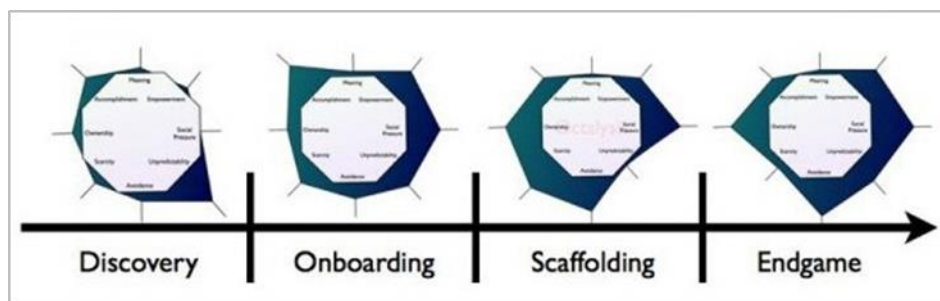 Meaning
Accomplishment Empowerment
Ownership Social
Pressure
Scarcity Unpredictability
Avoidance
Meaning
Accomplishment Empowerment
Ownership Social
Pressure
Scarcity Unpredictability
Avoidance
Meaning
Accomplishment Empowerment
Ownership Social
Pressure
Scarcity Unpredictability
Avoidance
Meaning
Accomplishment Empowerment
Ownership Social
Pressure
Scarcity Unpredictability
Avoidance
Discovery Onboarding Scaffolding Endgame